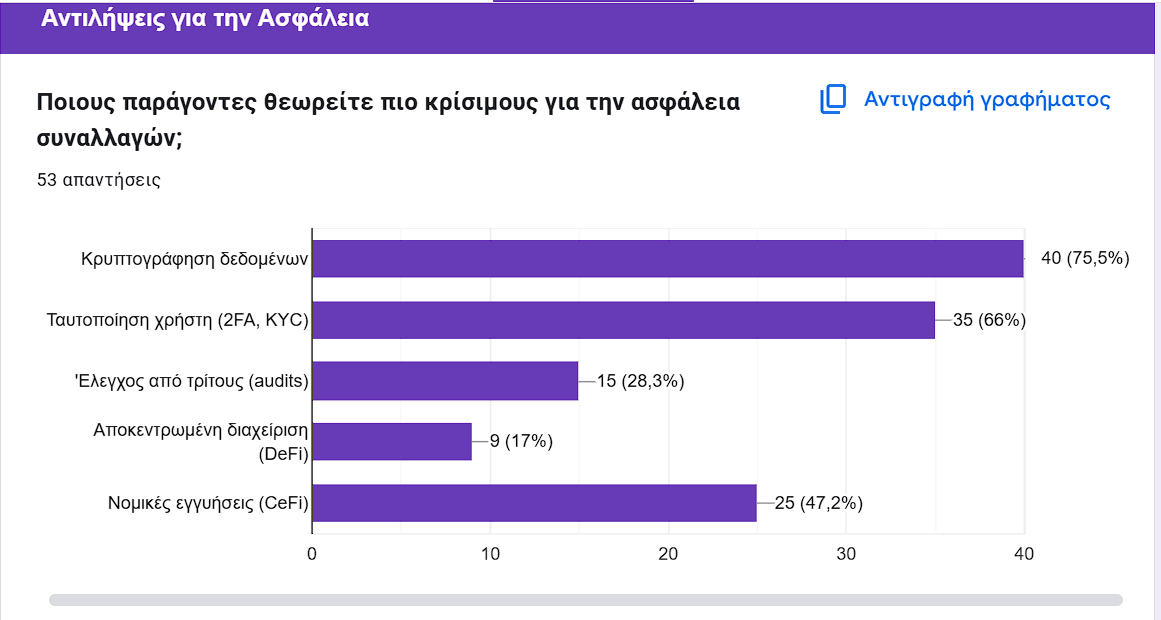 Αντιλήψεις για την Ασφάλεια
Ποιους παράγοντες θεωρείτε πιο κρίσιμους για την ασφάλεια
συναλλαγών;
Αντιγραφή γραφήματος
53 απαντήσεις
Κρυπτογράφηση δεδομένων
40 (75,5%)
Ταυτοποίηση χρήστη (2FA, KYC)
35 (66%)
'Ελεγχος από τρίτους (audits)
15 (28,3%)
Αποκεντρωμένη διαχείριση
(DeFi)
9 (17%)
Νομικές εγγυήσεις (CeFi)
25 (47,2%)
0 10 20 30 40